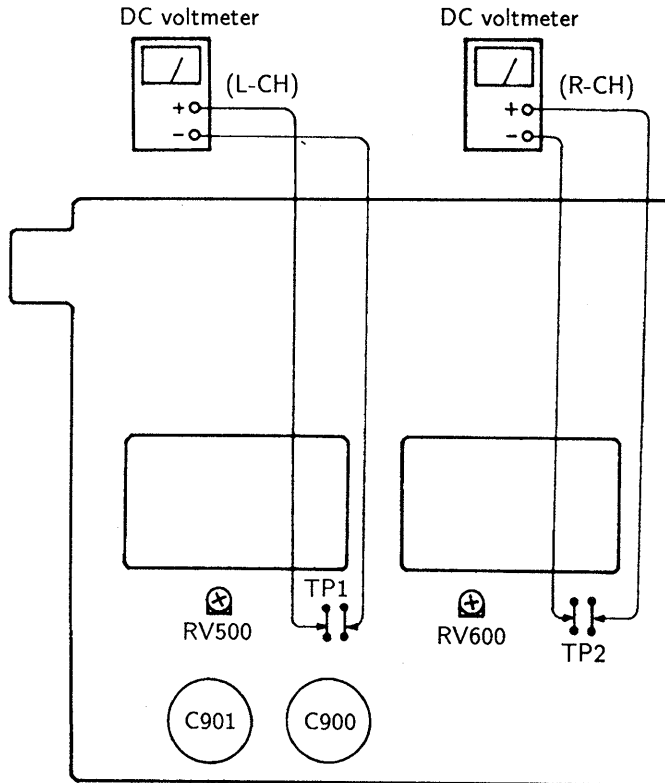 DC voltmeter
DC voltmeter
(L-CH)
(R-CH)
+
−
+
−
TP1
RV500
RV600
TP2
C901
C900